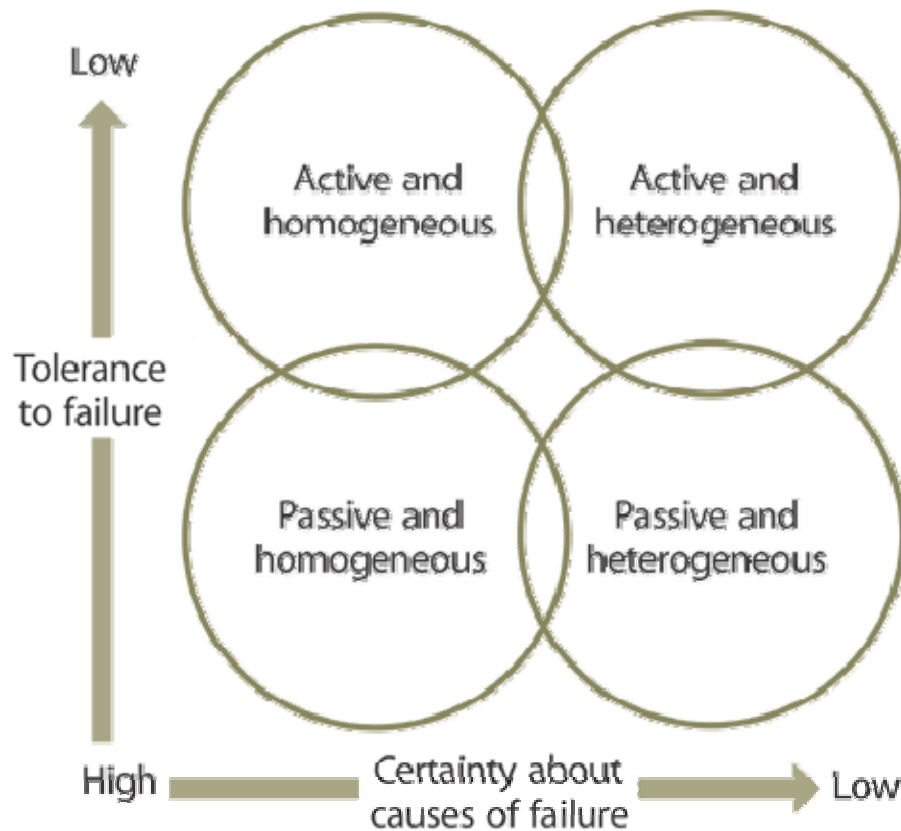 Low
Active and
homogeneous
Active and
heterogeneous
Tolerance
to failure
Passive and
homogeneous
Passive and
heterogeneous
High
Certainty about
causes of failure
Low